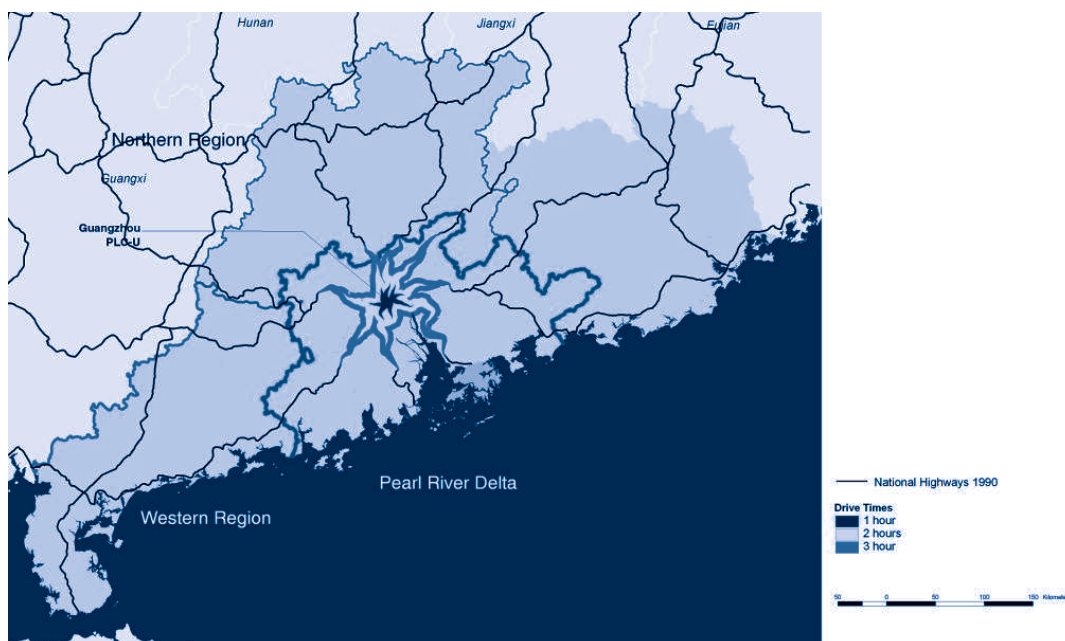 Hunan
Jiangxi
Fujian
Northern Region
Guangxi
Guangzhou
PLC-U
Pearl River Delta
Western Region
National Highways 1990
Drive Times
1 hour
2 hours
3 hour
50 0 50 100 150